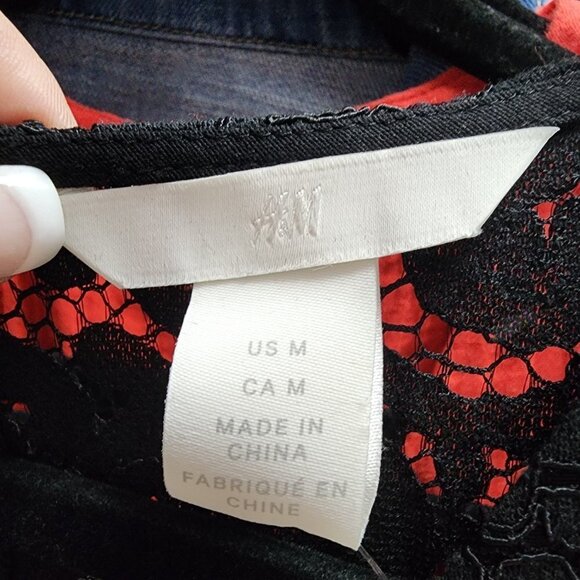 H&M
US M
CA M
MADE IN
CHINA
FABRIQUÉ EN
CHINE